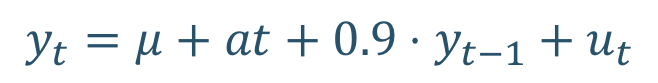 yₜ = μ + at + 0.9 · yₜ₋₁ + uₜ